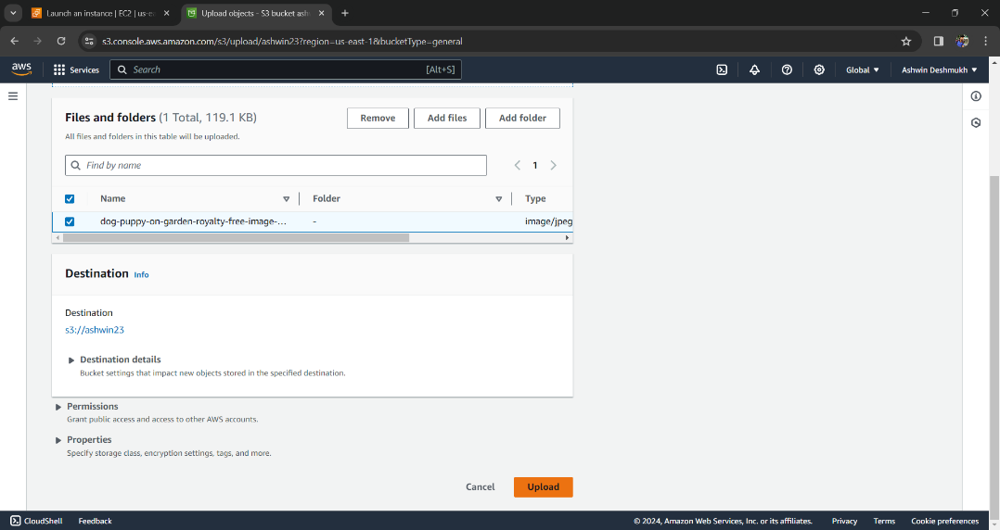 Launch an instance | EC2 | us-e
Upload objects - S3 bucket ash
s3.console.aws.amazon.com/s3/upload/ashwin23?region=us-east-1&bucketType=general
aws
Services
Search
[Alt+S]
Global
Ashwin Deshmukh
Files and folders (1 Total, 119.1 KB)
Remove
Add files
Add folder
All files and folders in this table will be uploaded.
Find by name
1
Name
Folder
Type
dog-puppy-on-garden-royalty-free-image-...
-
image/jpeg
Destination Info
Destination
s3://ashwin23
Destination details
Bucket settings that impact new objects stored in the specified destination.
Permissions
Grant public access and access to other AWS accounts.
Properties
Specify storage class, encryption settings, tags, and more.
Cancel
Upload
CloudShell
Feedback
© 2024, Amazon Web Services, Inc. or its affiliates.
Privacy
Terms
Cookie preferences